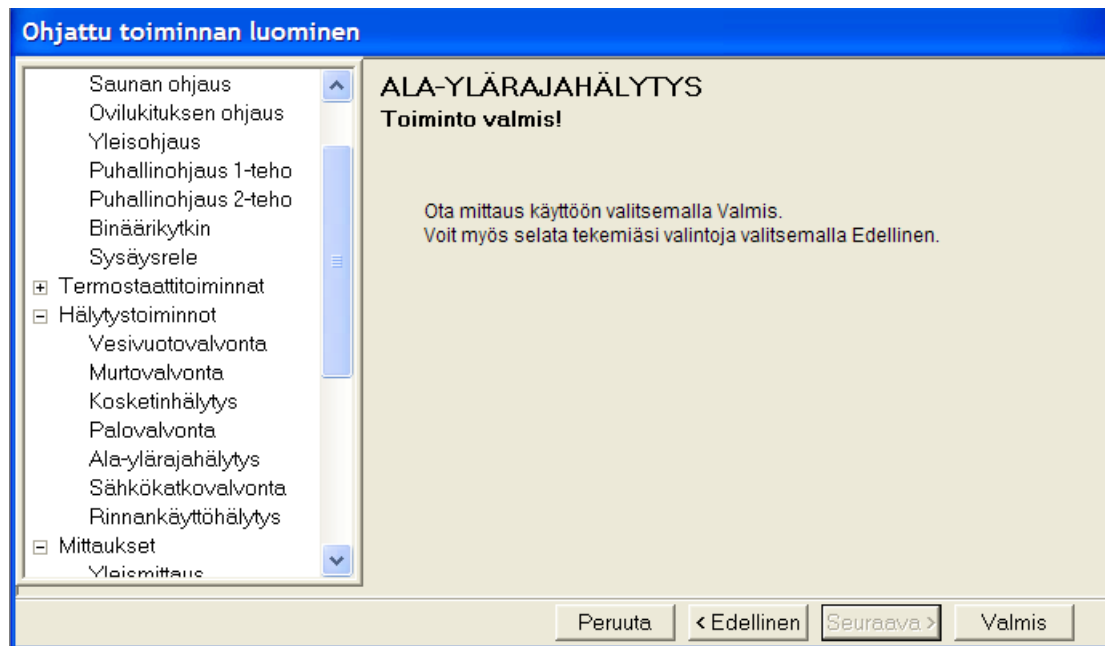 Ohjattu toiminnan luominen
Saunan ohjaus
Ovilukituksen ohjaus
Yleisohjaus
Puhallinohjaus 1-teho
Puhallinohjaus 2-teho
Binäärikytkin
Sysäysrele
Termostaattitoiminnat
Hälytystoiminnot
Vesivuotovalvonta
Murtovalvonta
Kosketinhälytys
Palovalvonta
Ala-ylärajahälytys
Sähkökatkovalvonta
Rinnankäyttöhälytys
Mittaukset
Yleismittaus
ALA-YLÄRAJAHÄLYTYS
Toiminto valmis!
Ota mittaus käyttöön valitsemalla Valmis.
Voit myös selata tekemiäsi valintoja valitsemalla Edellinen.
Peruuta < Edellinen Seuraava > Valmis